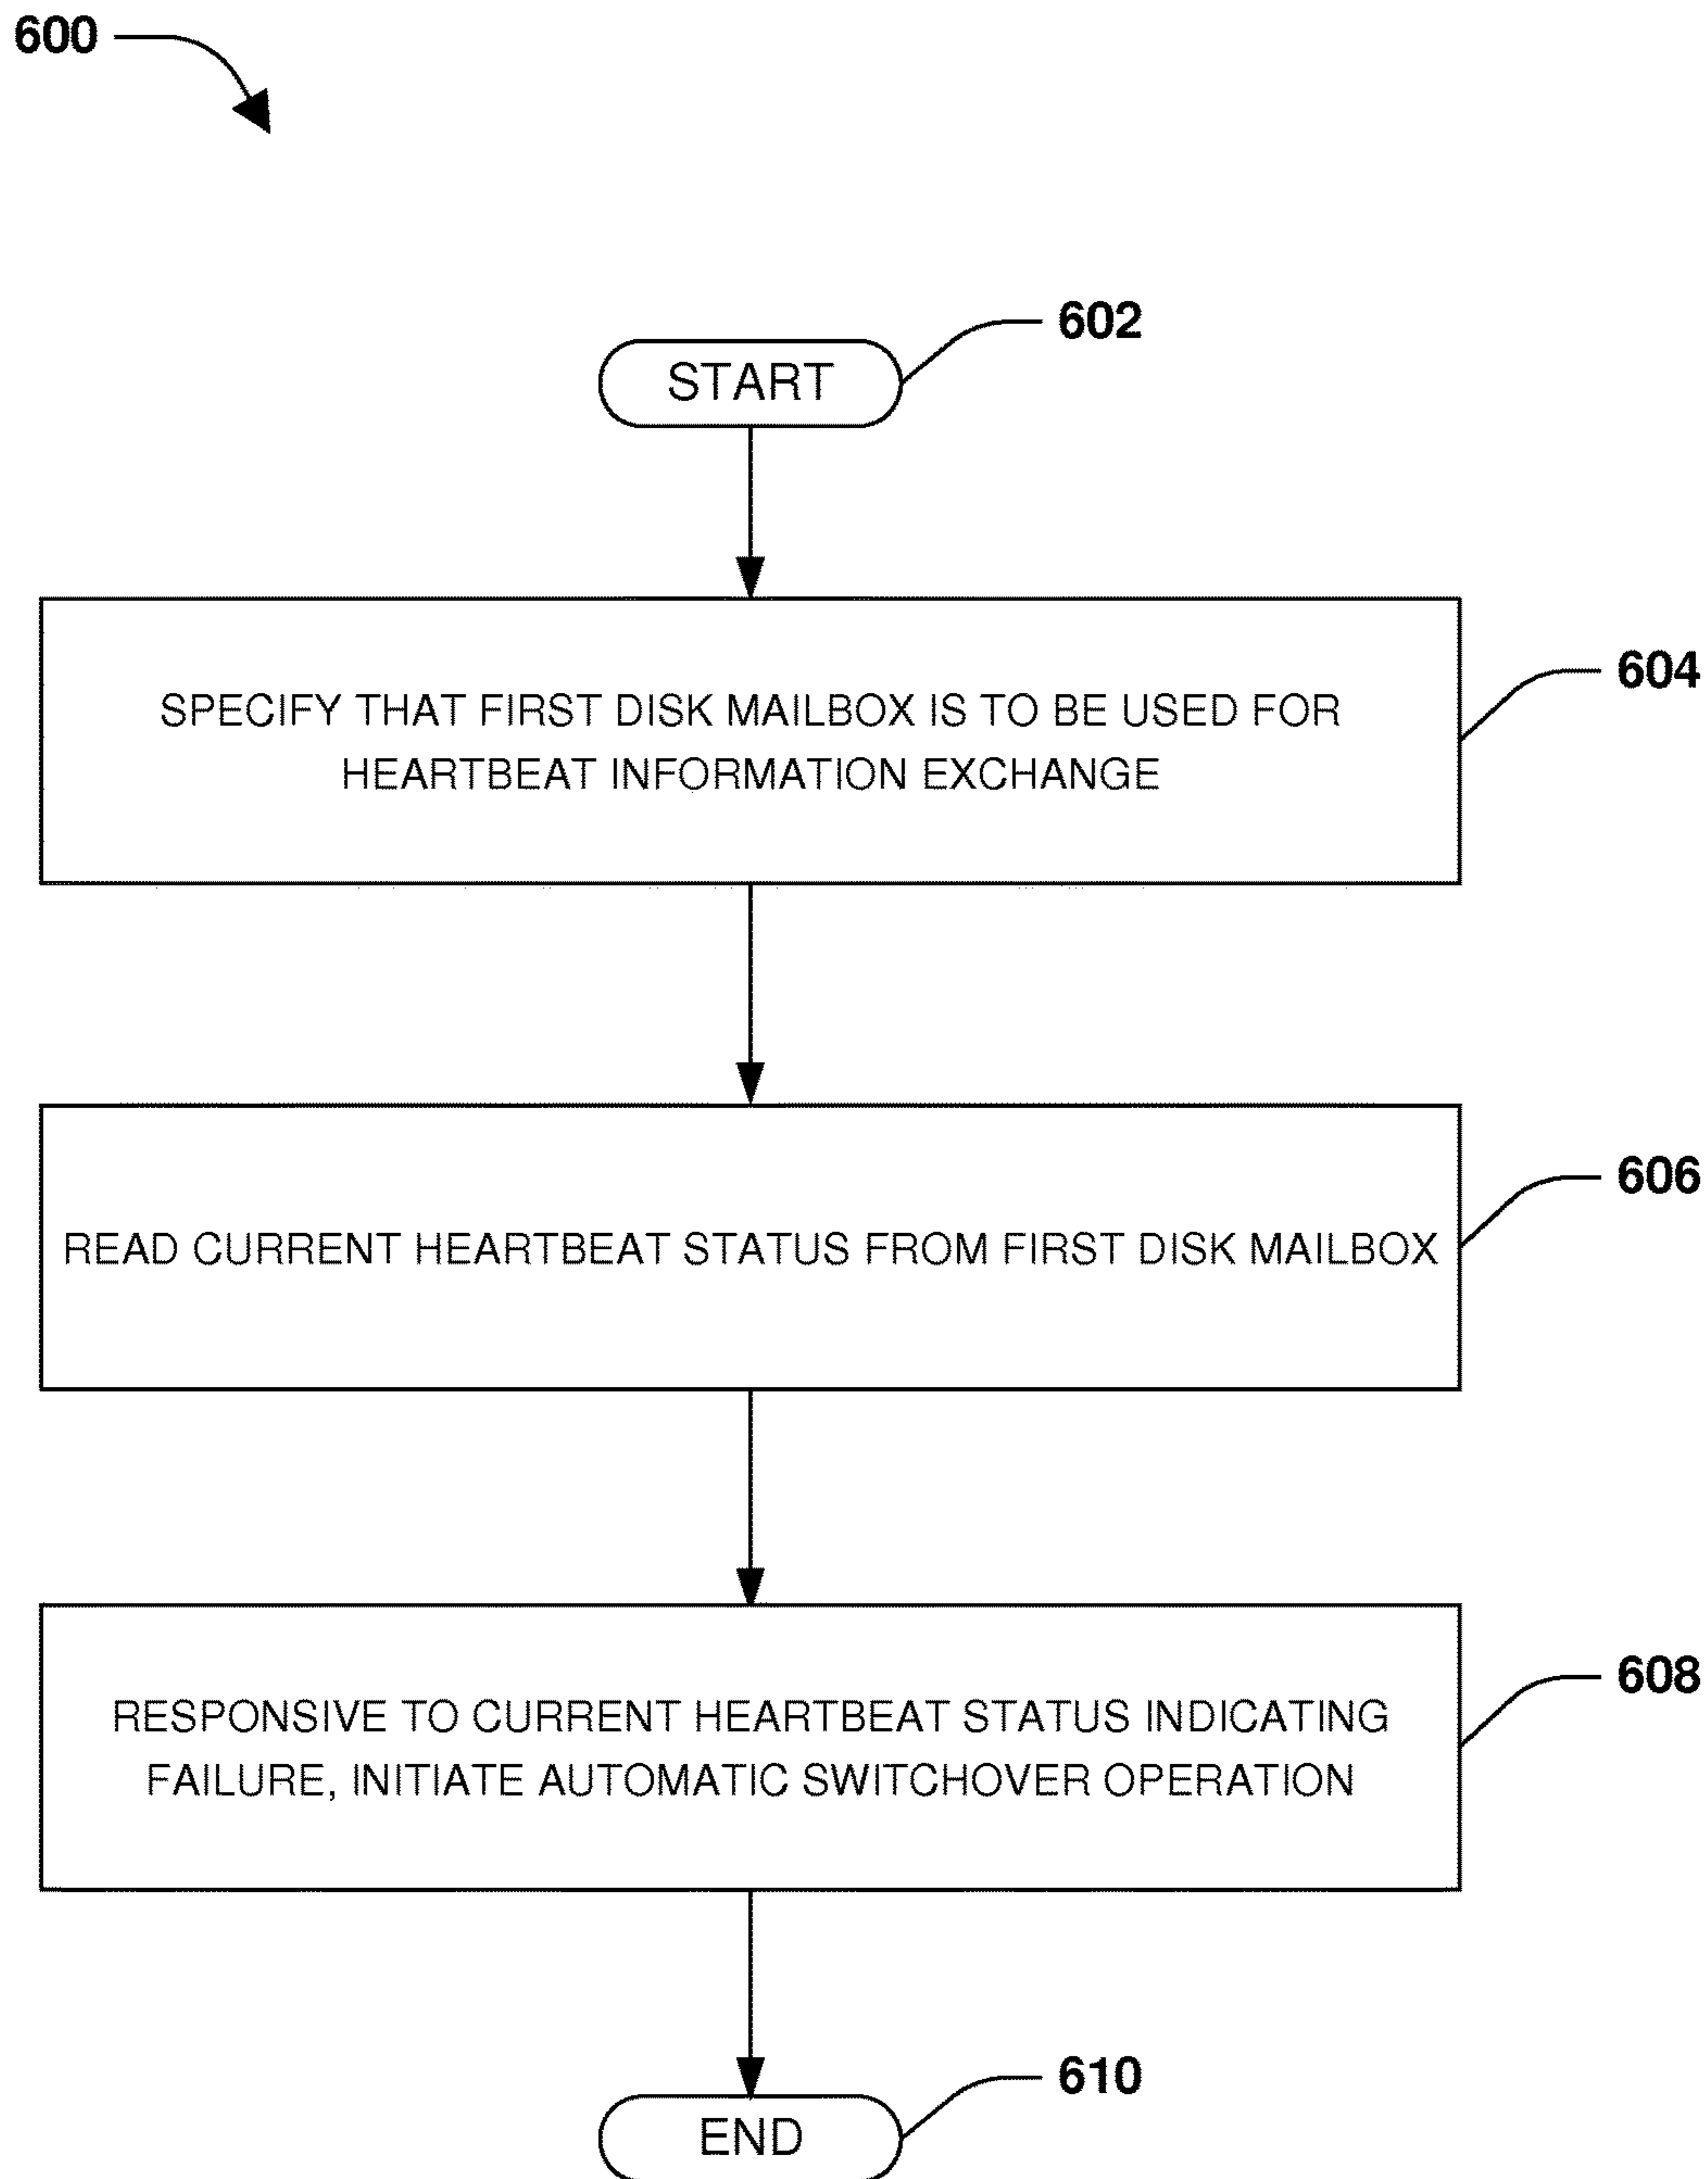 600
602
START
604
SPECIFY THAT FIRST DISK MAILBOX IS TO BE USED FOR
HEARTBEAT INFORMATION EXCHANGE
606
READ CURRENT HEARTBEAT STATUS FROM FIRST DISK MAILBOX
608
RESPONSIVE TO CURRENT HEARTBEAT STATUS INDICATING
FAILURE, INITIATE AUTOMATIC SWITCHOVER OPERATION
610
END